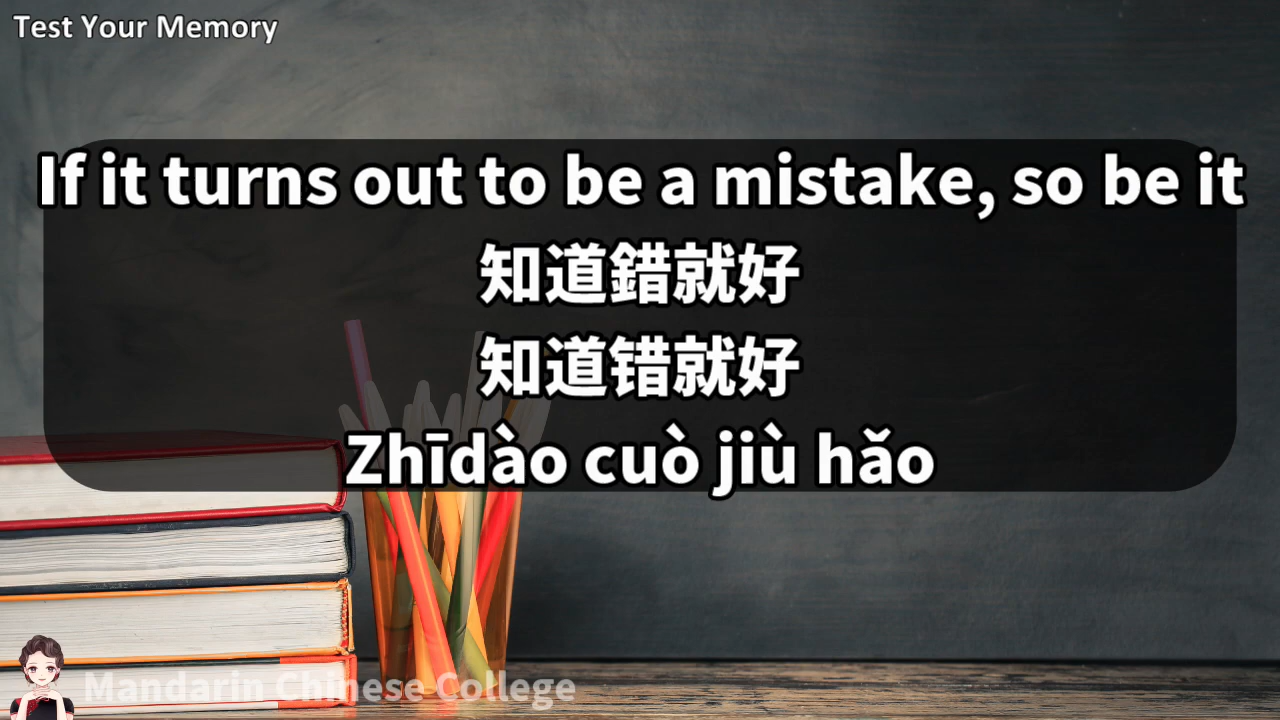 Test Your Memory
If it turns out to be a mistake, so be it
知道錯就好
知道错就好
Zhīdào cuò jiù hǎo
Mandarin Chinese College